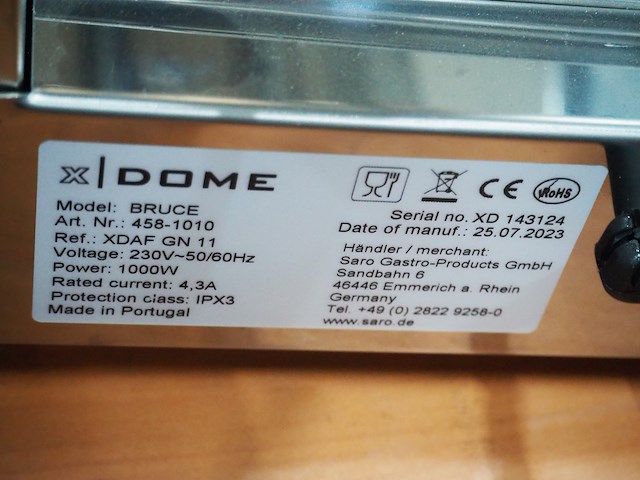 x|DOME
Model: BRUCE
Art. Nr.: 458-1010
Ref.: XDAF GN 11
Voltage: 230V~50/60Hz
Power: 1000W
Rated current: 4,3A
Protection class: IPX3
Made in Portugal
CE
RoHS
Serial no. XD 143124
Date of manuf.: 25.07.2023
Händler / merchant:
Saro Gastro-Products GmbH
Sandbahn 6
46446 Emmerich a. Rhein
Germany
Tel. +49 (0) 2822 9258-0
www.saro.de